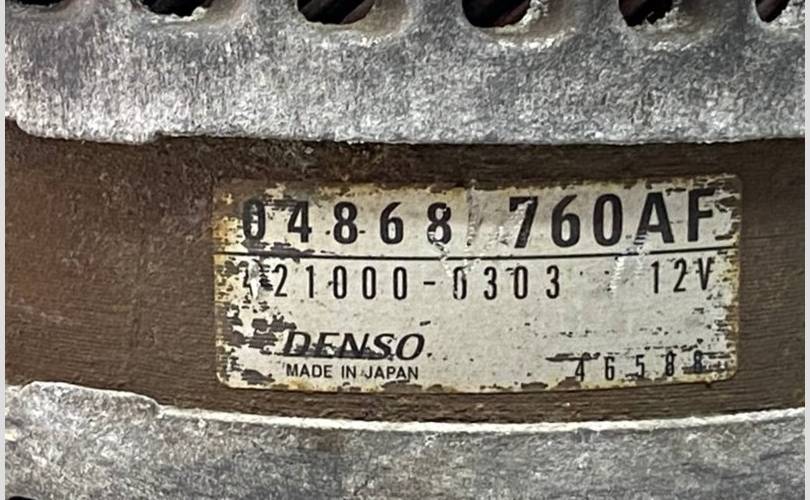 04868 760AF
421000-0303 12V
DENSO
MADE IN JAPAN
46588